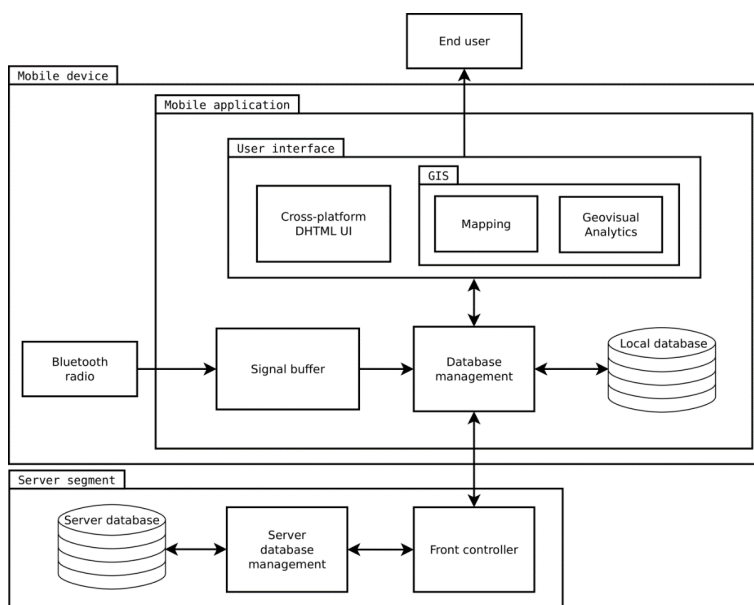 End user
Mobile device
Mobile application
User interface
GIS
Cross-platform
DHTML UI
Mapping
Geovisual
Analytics
Bluetooth
radio
Signal buffer
Database
management
Local database
Server segment
Server database
Server
database
management
Front controller